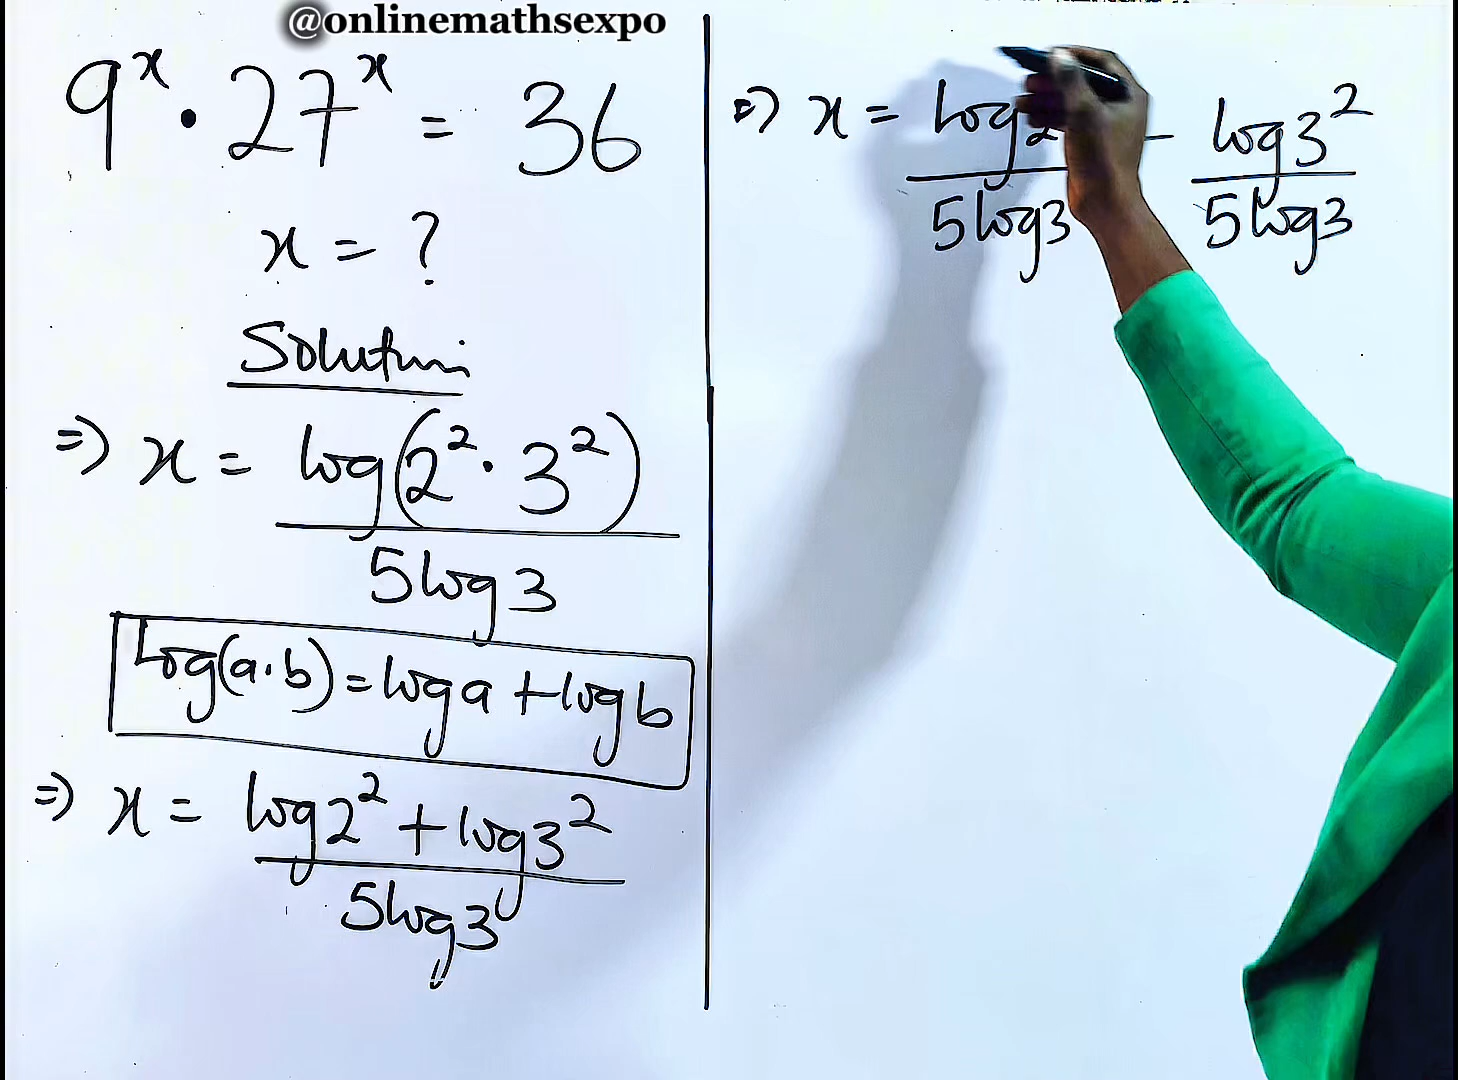 @onlinemathsexpo
9^x · 27^x = 36
x = ?
Solution
=> x = log(2^2 · 3^2)
5log3
log(a·b) = log a + log b
=> x = log2^2 + log3^2
5log3
=> x = log2 log3^2
5log3 5log3